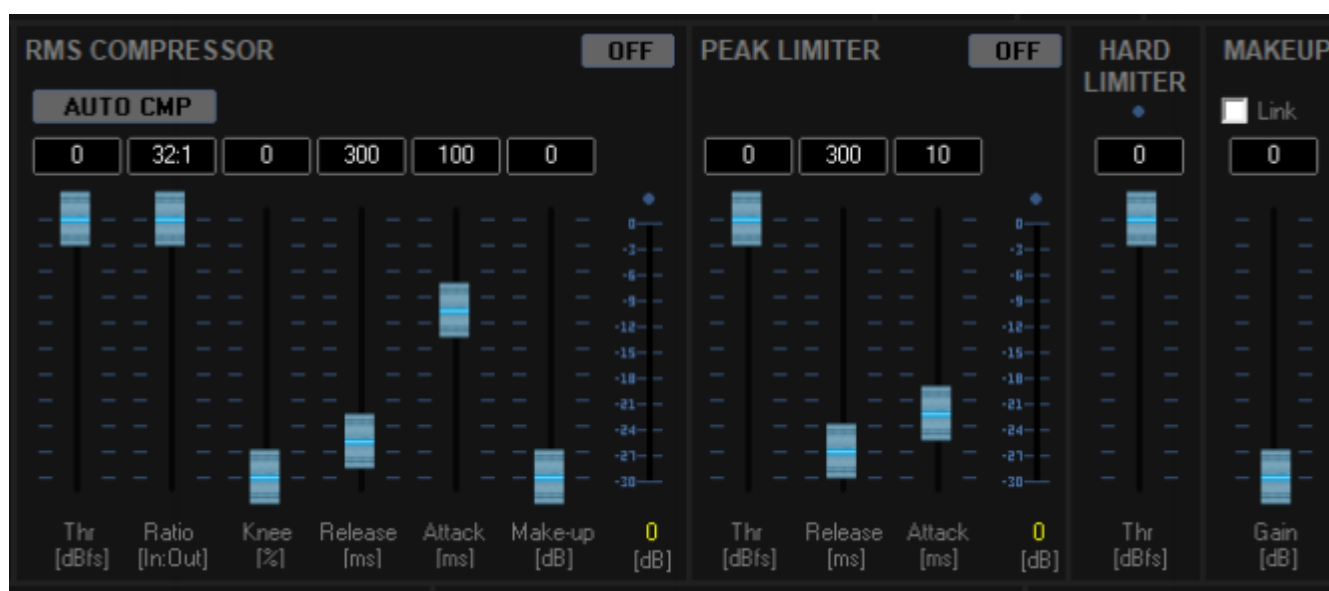 RMS COMPRESSOR OFF
AUTO CMP
0 32:1 0 300 100 0
0
-3
-6
-9
-12
-15
-18
-21
-24
-27
-30
Thr Ratio Knee Release Attack Make-up 0
[dBfs] [In:Out] [%] [ms] [ms] [dB] [dB]
PEAK LIMITER OFF
0 300 10
0
-3
-6
-9
-12
-15
-18
-21
-24
-27
-30
Thr Release Attack 0
[dBfs] [ms] [ms] [dB]
HARD
LIMITER
0
Thr
[dBfs]
MAKEUP
Link
0
Gain
[dB]